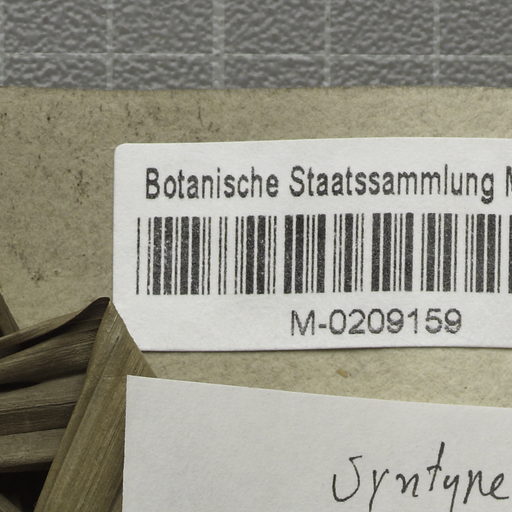 Botanische Staatssammlung M
M-0209159
Syntype